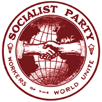 SOCIALIST PARTY
WORKERS OF THE WORLD UNITE